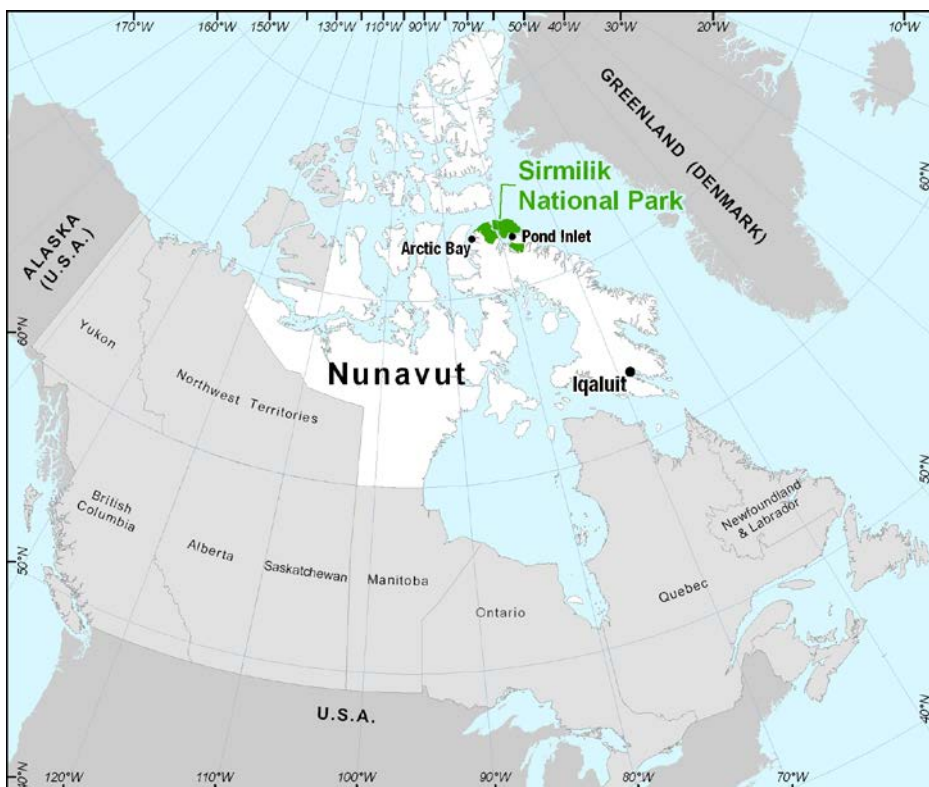 170°W
150°W
130°W
110°W
90°W
70°W
50°W
30°W
20°W
10°W
GREENLAND (DENMARK)
Sirmilik
National Park
Arctic Bay
Pond Inlet
ALASKA
(U.S.A.)
60°N
60°N
Yukon
Northwest Territories
Nunavut
Iqaluit
50°N
50°N
British
Columbia
Alberta
Saskatchewan
Manitoba
Ontario
Quebec
Newfoundland
& Labrador
U.S.A.
40°N
40°N
120°W
110°W
100°W
90°W
80°W
70°W